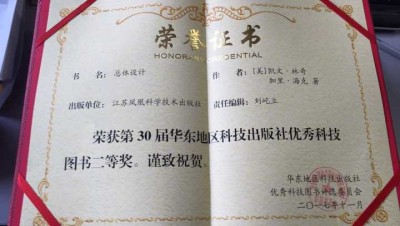 荣誉证书
HONORARY CREDENTIAL
书 名：总体设计
作 者：[美]凯文·林奇
加里·海克 著
出版单位：江苏凤凰科学技术出版社
责任编辑：刘屹立
荣获第30届华东地区科技出版社优秀科技
图书二等奖。谨致祝贺。
华东地区科技出版社
优秀科技图书评选委员会
二〇一七年十一月